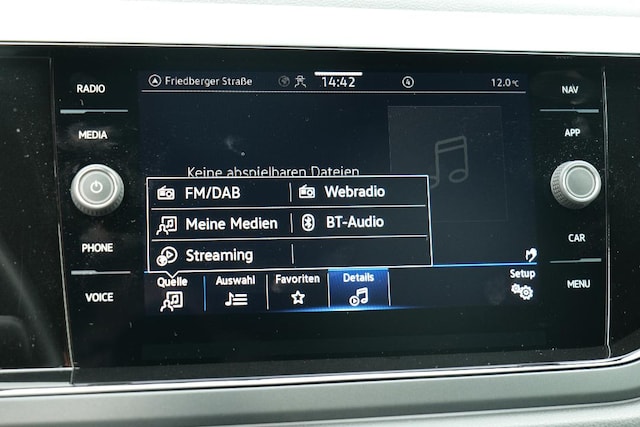 RADIO
MEDIA
PHONE
VOICE
Friedberger Straße
14:42
4
12.0°C
Keine abspielbaren Dateien
FM/DAB
Webradio
Meine Medien
BT-Audio
Streaming
Quelle
Auswahl
Favoriten
Details
Setup
NAV
APP
CAR
MENU